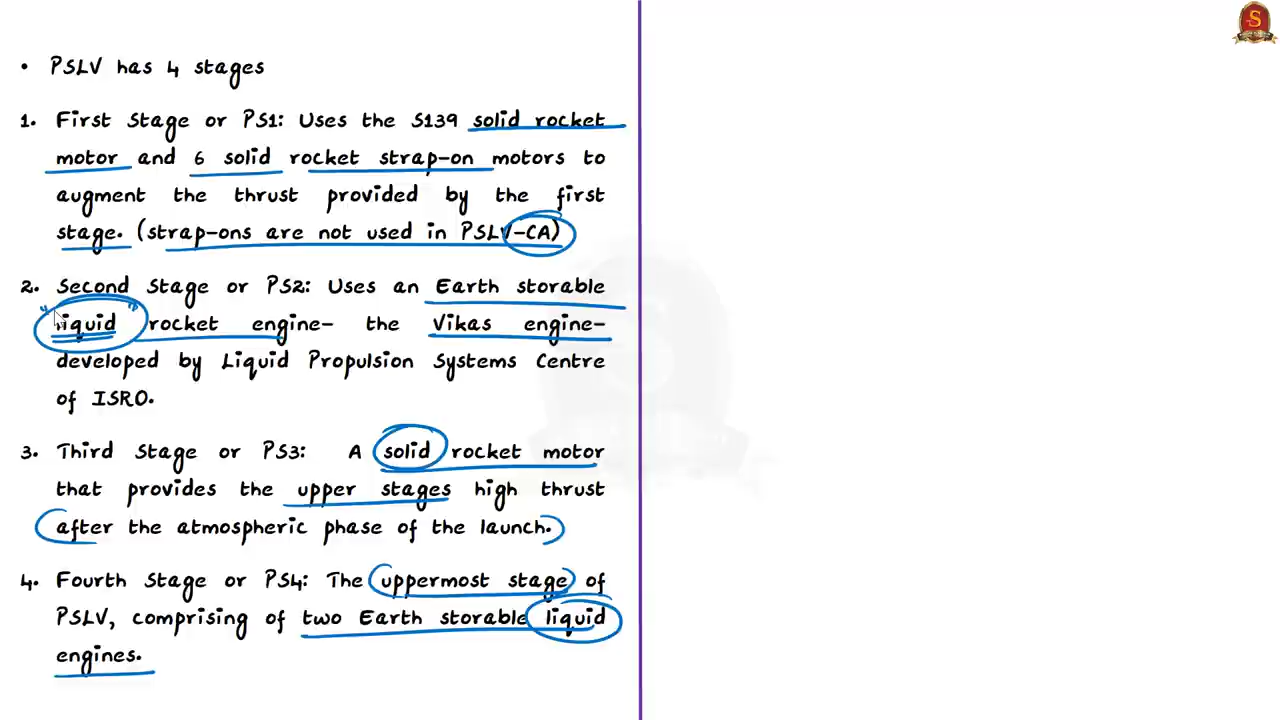 • PSLV has 4 stages
1. First Stage or PS1: Uses the S139 solid rocket
motor and 6 solid rocket strap-on motors to
augment the thrust provided by the first
stage. (strap-ons are not used in PSLV-CA)
2. Second Stage or PS2: Uses an Earth storable
liquid rocket engine- the Vikas engine-
developed by Liquid Propulsion Systems Centre
of ISRO.
3. Third Stage or PS3: A solid rocket motor
that provides the upper stages high thrust
after the atmospheric phase of the launch.
4. Fourth Stage or PS4: The uppermost stage of
PSLV, comprising of two Earth storable liquid
engines.
S